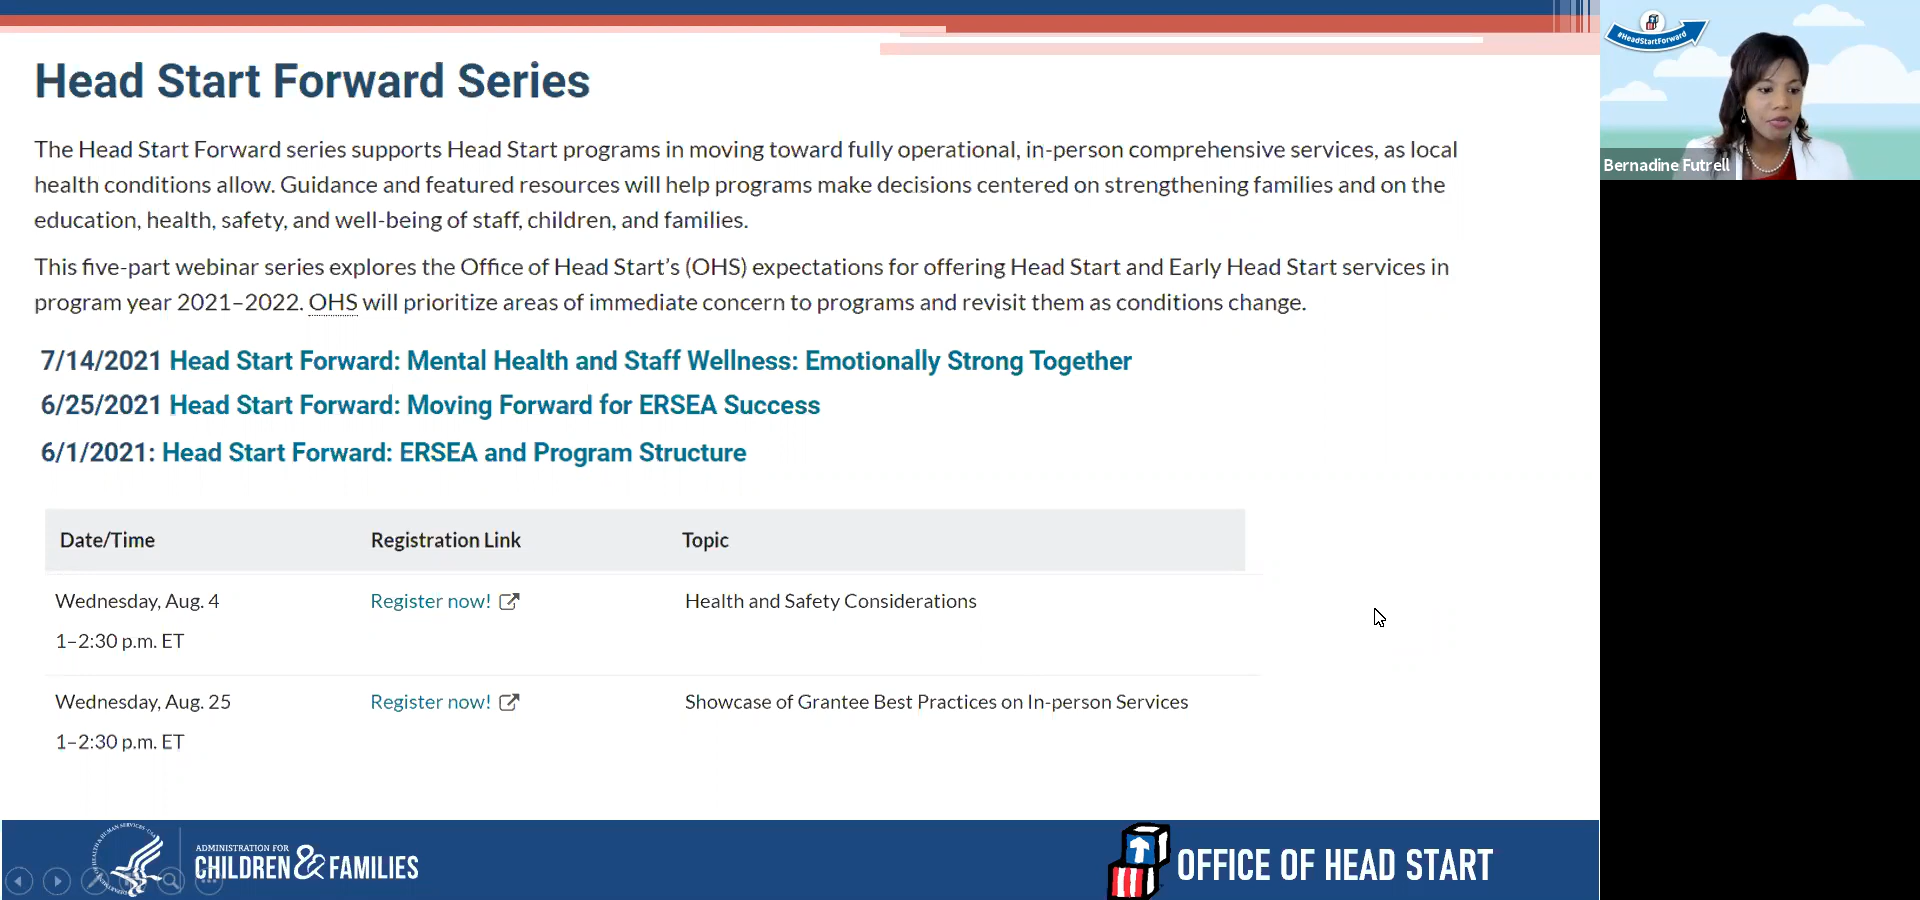 Head Start Forward Series
The Head Start Forward series supports Head Start programs in moving toward fully operational, in-person comprehensive services, as local
health conditions allow. Guidance and featured resources will help programs make decisions centered on strengthening families and on the
education, health, safety, and well-being of staff, children, and families.
This five-part webinar series explores the Office of Head Start’s (OHS) expectations for offering Head Start and Early Head Start services in
program year 2021–2022. OHS will prioritize areas of immediate concern to programs and revisit them as conditions change.
7/14/2021 Head Start Forward: Mental Health and Staff Wellness: Emotionally Strong Together
6/25/2021 Head Start Forward: Moving Forward for ERSEA Success
6/1/2021: Head Start Forward: ERSEA and Program Structure
Date/Time Registration Link Topic
Wednesday, Aug. 4 Register now! Health and Safety Considerations
1–2:30 p.m. ET
Wednesday, Aug. 25 Register now! Showcase of Grantee Best Practices on In-person Services
1–2:30 p.m. ET
ADMINISTRATION FOR
CHILDREN & FAMILIES
OFFICE OF HEAD START
#HeadStartForward
Bernadine Futrell